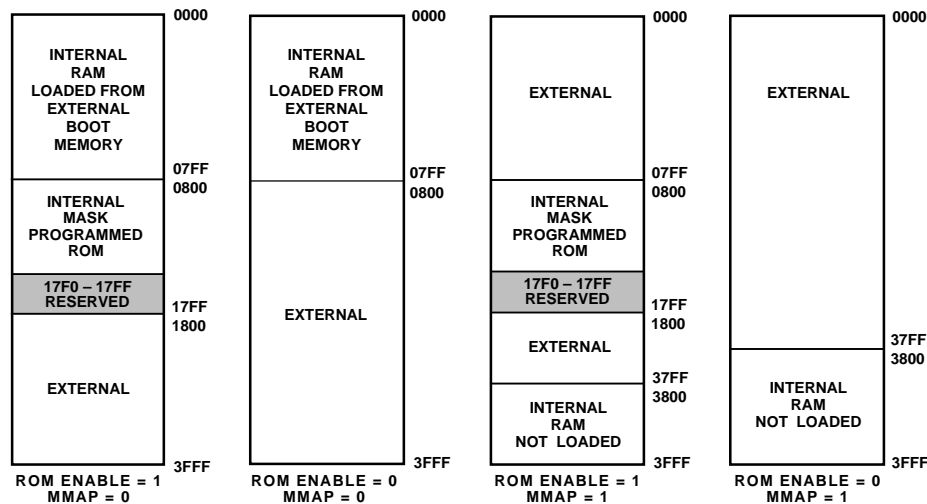 0000
INTERNAL
RAM
LOADED FROM
EXTERNAL
BOOT
MEMORY
07FF
0800
INTERNAL
MASK
PROGRAMMED
ROM
17F0 – 17FF
RESERVED
17FF
1800
EXTERNAL
3FFF
ROM ENABLE = 1
MMAP = 0
0000
INTERNAL
RAM
LOADED FROM
EXTERNAL
BOOT
MEMORY
07FF
0800
EXTERNAL
3FFF
ROM ENABLE = 0
MMAP = 0
0000
EXTERNAL
07FF
0800
INTERNAL
MASK
PROGRAMMED
ROM
17F0 – 17FF
RESERVED
17FF
1800
EXTERNAL
37FF
3800
INTERNAL
RAM
NOT LOADED
3FFF
ROM ENABLE = 1
MMAP = 1
0000
EXTERNAL
37FF
3800
INTERNAL
RAM
NOT LOADED
3FFF
ROM ENABLE = 0
MMAP = 1